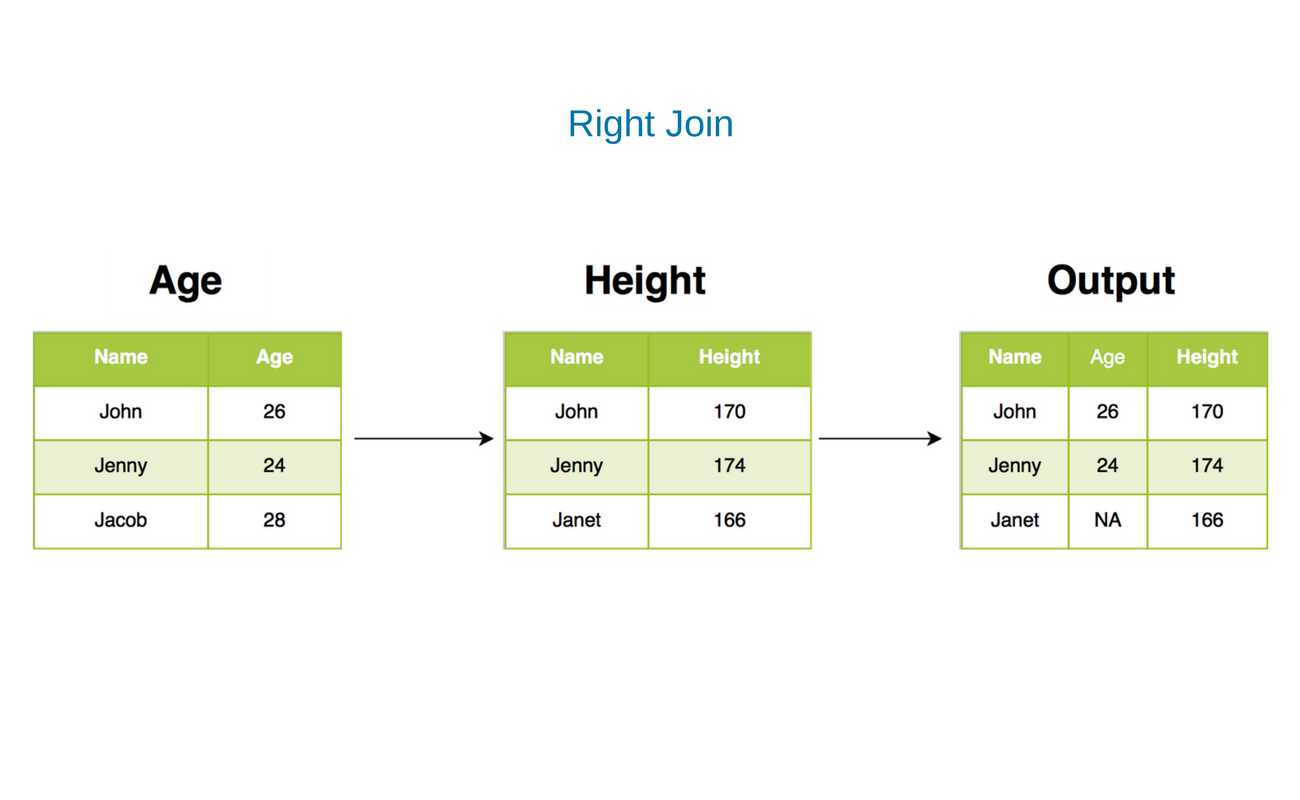 Right Join
Age
Name Age
John 26
Jenny 24
Jacob 28
Height
Name Height
John 170
Jenny 174
Janet 166
Output
Name Age Height
John 26 170
Jenny 24 174
Janet NA 166